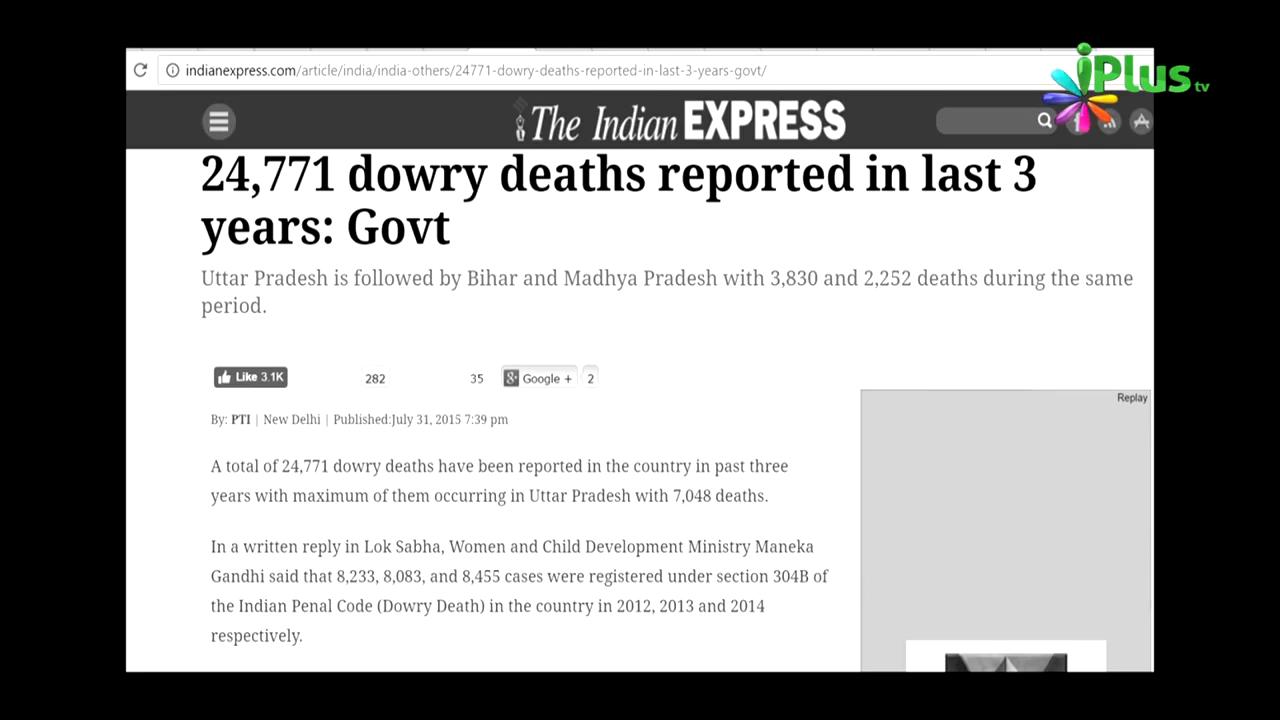 iPlus tv
indianexpress.com/article/india/india-others/24771-dowry-deaths-reported-in-last-3-years-govt/
The Indian EXPRESS
24,771 dowry deaths reported in last 3
years: Govt
Uttar Pradesh is followed by Bihar and Madhya Pradesh with 3,830 and 2,252 deaths during the same
period.
Like 3.1K 282 35 Google + 2
Replay
By: PTI | New Delhi | Published:July 31, 2015 7:39 pm
A total of 24,771 dowry deaths have been reported in the country in past three
years with maximum of them occurring in Uttar Pradesh with 7,048 deaths.
In a written reply in Lok Sabha, Women and Child Development Ministry Maneka
Gandhi said that 8,233, 8,083, and 8,455 cases were registered under section 304B of
the Indian Penal Code (Dowry Death) in the country in 2012, 2013 and 2014
respectively.